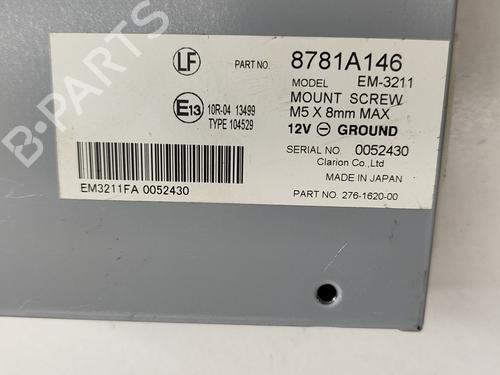 B-PARTS
LF
PART NO. 8781A146
MODEL EM-3211
MOUNT SCREW
M5 X 8mm MAX
E13 10R-04 13499
TYPE 104529
12V ⊖ GROUND
SERIAL NO. 0052430
Clarion Co.,Ltd
MADE IN JAPAN
EM3211FA 0052430
PART NO. 276-1620-00